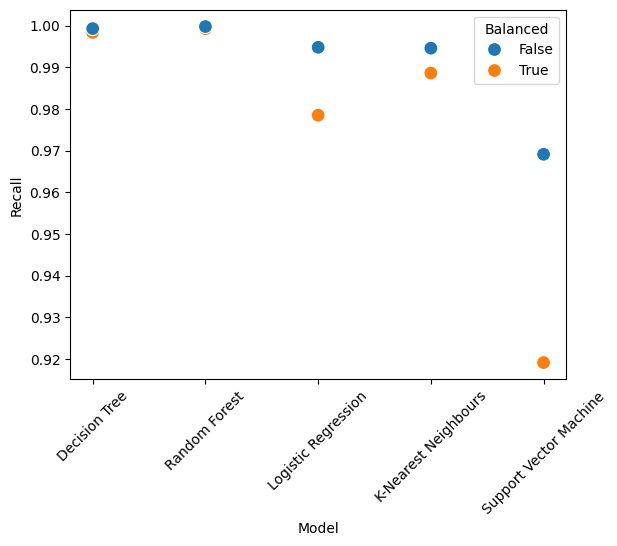 1.00
0.99
0.98
0.97
0.96
0.95
0.94
0.93
0.92
Recall
Balanced
False
True
Decision Tree
Random Forest
Logistic Regression
K-Nearest Neighbours
Support Vector Machine
Model